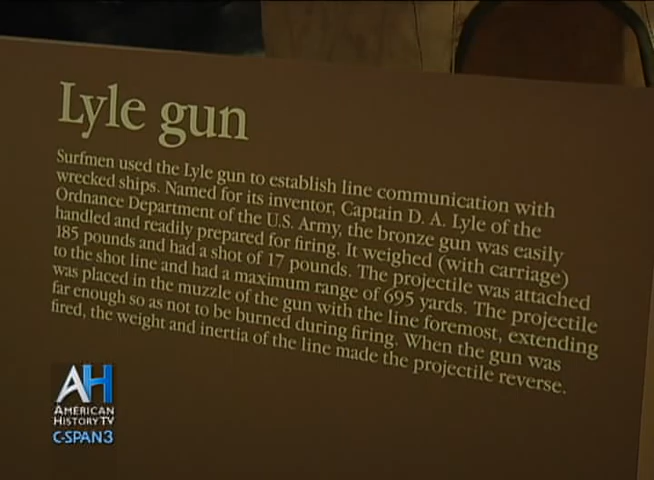 Lyle gun
Surfmen used the Lyle gun to establish line communication with
wrecked ships. Named for its inventor, Captain D. A. Lyle of the
Ordnance Department of the U.S. Army, the bronze gun was easily
handled and readily prepared for firing. It weighed (with carriage)
185 pounds and had a shot of 17 pounds. The projectile was attached
to the shot line and had a maximum range of 695 yards. The projectile
was placed in the muzzle of the gun with the line foremost, extending
far enough so as not to be burned during firing. When the gun was
fired, the weight and inertia of the line made the projectile reverse.
AH
AMERICAN
HISTORY TV
C-SPAN 3